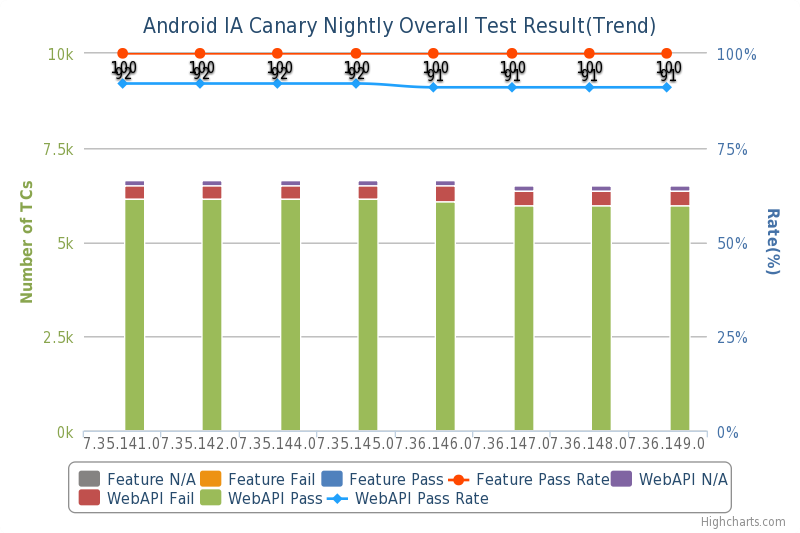 Android IA Canary Nightly Overall Test Result(Trend)
10k
100%
100 100 100 100 100 100 100 100
92 92 92 92 91 91 91 91
7.5k
75%
Number of TCs
Rate(%)
5k
50%
2.5k
25%
0k
0%
7.35.141.0 7.35.142.0 7.35.144.0 7.35.145.0 7.36.146.0 7.36.147.0 7.36.148.0 7.36.149.0
Feature N/A Feature Fail Feature Pass Feature Pass Rate WebAPI N/A
WebAPI Fail WebAPI Pass WebAPI Pass Rate
Highcharts.com